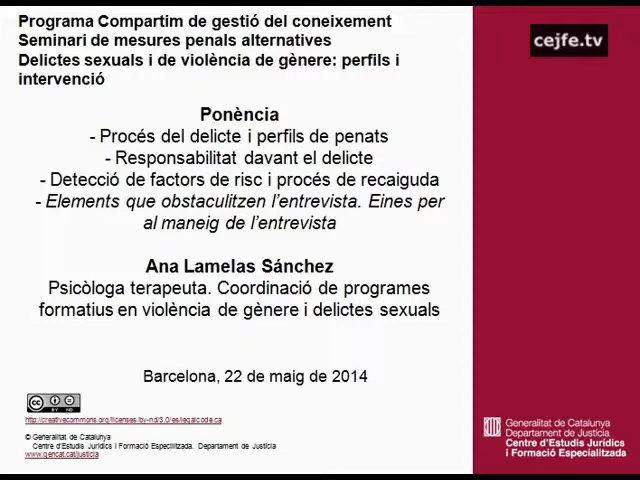 Programa Compartim de gestió del coneixement
Seminari de mesures penals alternatives
Delictes sexuals i de violència de gènere: perfils i
intervenció
cejfe.tv
Ponència
- Procés del delicte i perfils de penats
- Responsabilitat davant el delicte
- Detecció de factors de risc i procés de recaiguda
- Elements que obstaculitzen l'entrevista. Eines per
al maneig de l'entrevista
Ana Lamelas Sánchez
Psicòloga terapeuta. Coordinació de programes
formatius en violència de gènere i delictes sexuals
Barcelona, 22 de maig de 2014
cc
BY ND
http://creativecommons.org/licenses/by-nd/3.0/es/legalcode.ca
© Generalitat de Catalunya
Centre d'Estudis Jurídics i Formació Especialitzada. Departament de Justícia
www.gencat.cat/justicia
Generalitat de Catalunya
Departament de Justícia
Centre d'Estudis Jurídics
i Formació Especialitzada